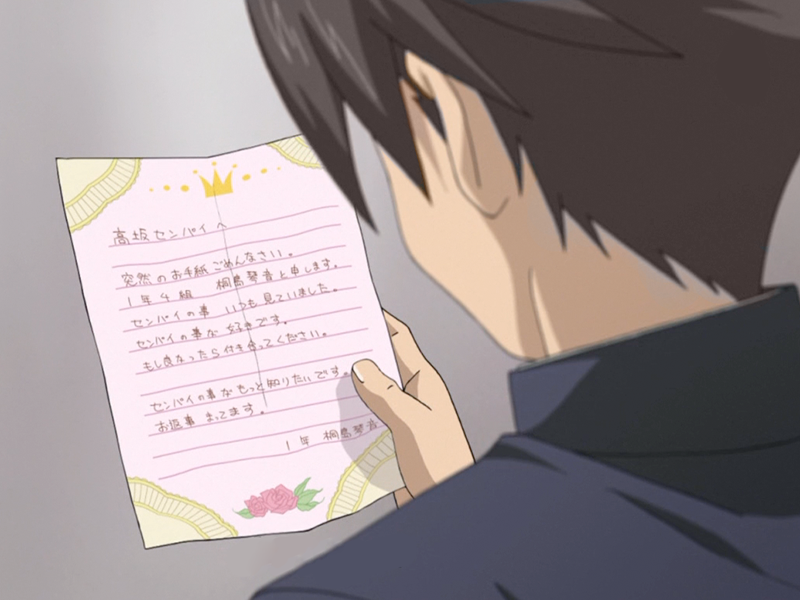 高坂センパイへ
突然のお手紙ごめんなさい。
1年4組 桐島琴音と申します。
センパイの事 いつも見ていました。
センパイの事が好きです。
もし良かったら付き合ってください。
センパイの事がもっと知りたいです。
お返事 まってます。
1年 桐島琴音